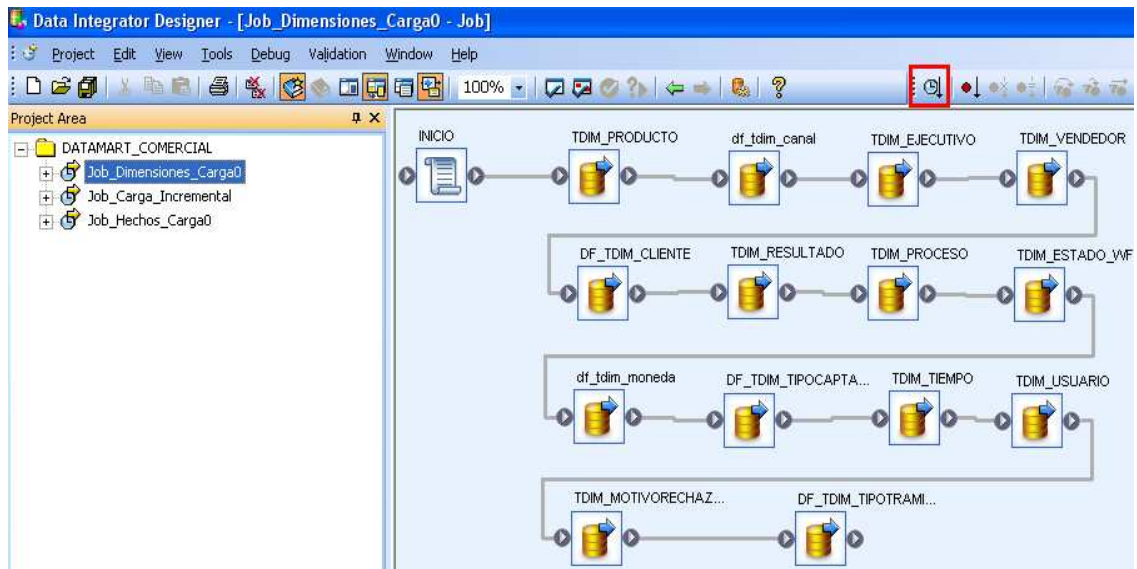 Data Integrator Designer - [Job_Dimensiones_Carga0 - Job]
Project Edit View Tools Debug Validation Window Help
100%
Project Area
DATAMART_COMERCIAL
Job_Dimensiones_Carga0
Job_Carga_Incremental
Job_Hechos_Carga0
INICIO TDIM_PRODUCTO df_tdim_canal TDIM_EJECUTIVO TDIM_VENDEDOR
DF_TDIM_CLIENTE TDIM_RESULTADO TDIM_PROCESO TDIM_ESTADO_WF
df_tdim_moneda DF_TDIM_TIPOCAPTA... TDIM_TIEMPO TDIM_USUARIO
TDIM_MOTIVORECHAZ... DF_TDIM_TIPOTRAMI...